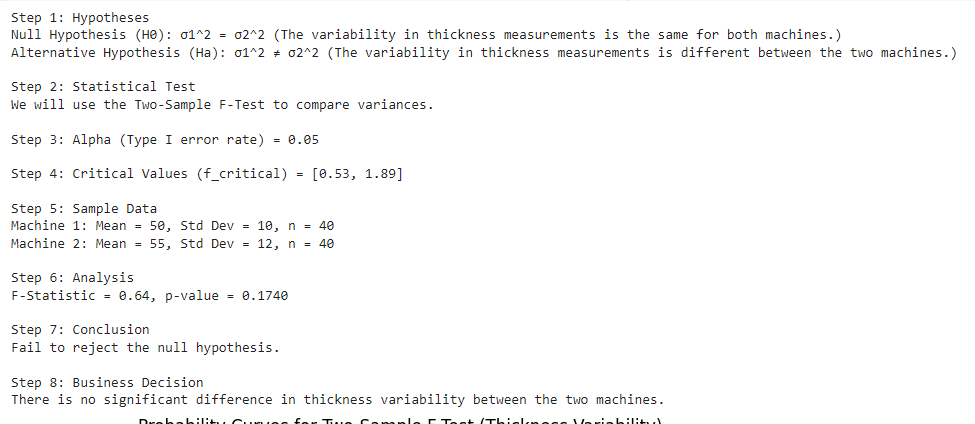 Step 1: Hypotheses
Null Hypothesis (H0): σ1^2 = σ2^2 (The variability in thickness measurements is the same for both machines.)
Alternative Hypothesis (Ha): σ1^2 ≠ σ2^2 (The variability in thickness measurements is different between the two machines.)
Step 2: Statistical Test
We will use the Two-Sample F-Test to compare variances.
Step 3: Alpha (Type I error rate) = 0.05
Step 4: Critical Values (f_critical) = [0.53, 1.89]
Step 5: Sample Data
Machine 1: Mean = 50, Std Dev = 10, n = 40
Machine 2: Mean = 55, Std Dev = 12, n = 40
Step 6: Analysis
F-Statistic = 0.64, p-value = 0.1740
Step 7: Conclusion
Fail to reject the null hypothesis.
Step 8: Business Decision
There is no significant difference in thickness variability between the two machines.
Probability Curves for Two-Sample F-Test (Thickness Variability)